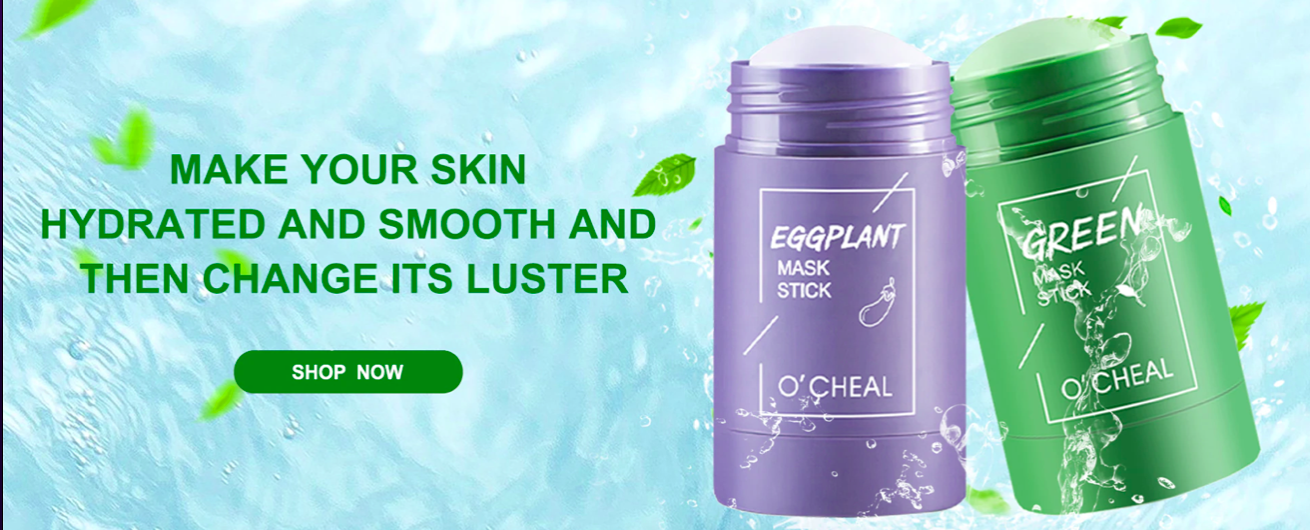 MAKE YOUR SKIN
HYDRATED AND SMOOTH AND
THEN CHANGE ITS LUSTER
SHOP NOW
EGGPLANT
MASK
STICK
O'CHEAL
GREEN
MASK
STICK
O'CHEAL